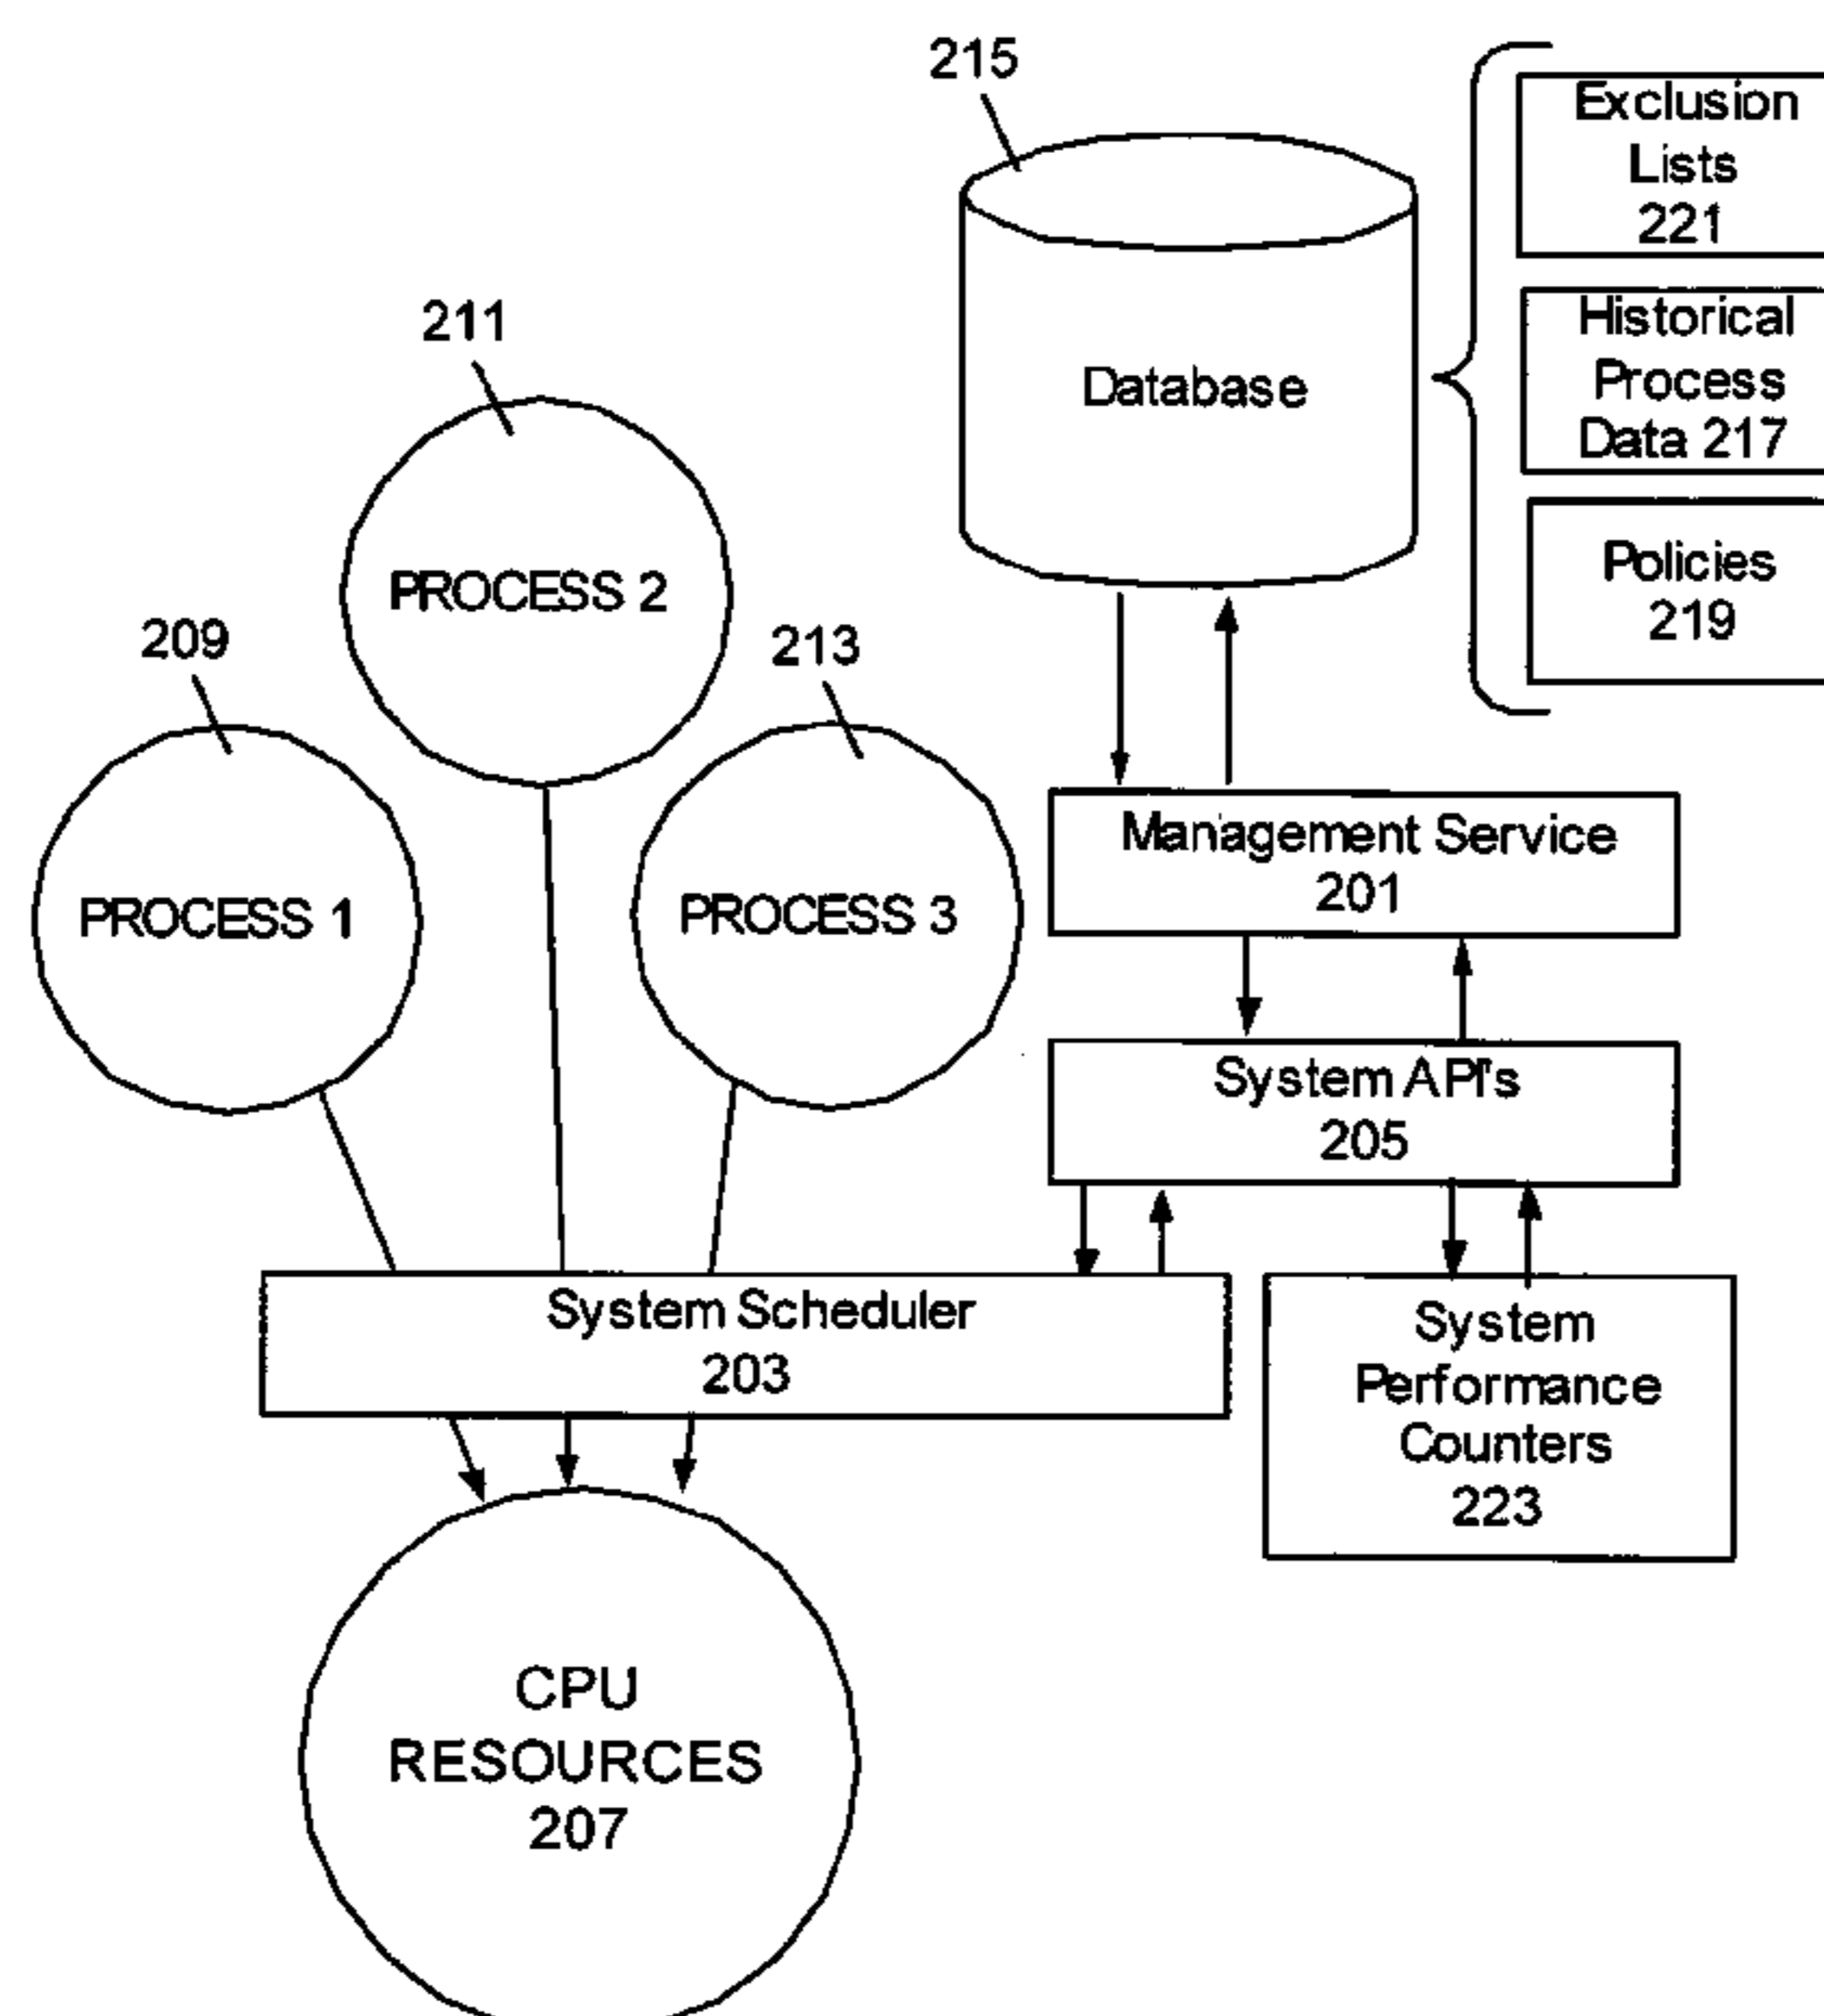 215
Exclusion
Lists
221
211
Historical
Process
Data 217
Database
Policies
219
PROCESS 2
209
213
Management Service
201
PROCESS 1
PROCESS 3
System API's
205
System Scheduler
203
System
Performance
Counters
223
CPU
RESOURCES
207